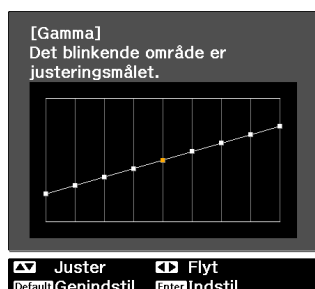 [Gamma]
Det blinkende område er
justeringsmålet.
Juster Flyt
Default Genindstil Enter Indstil